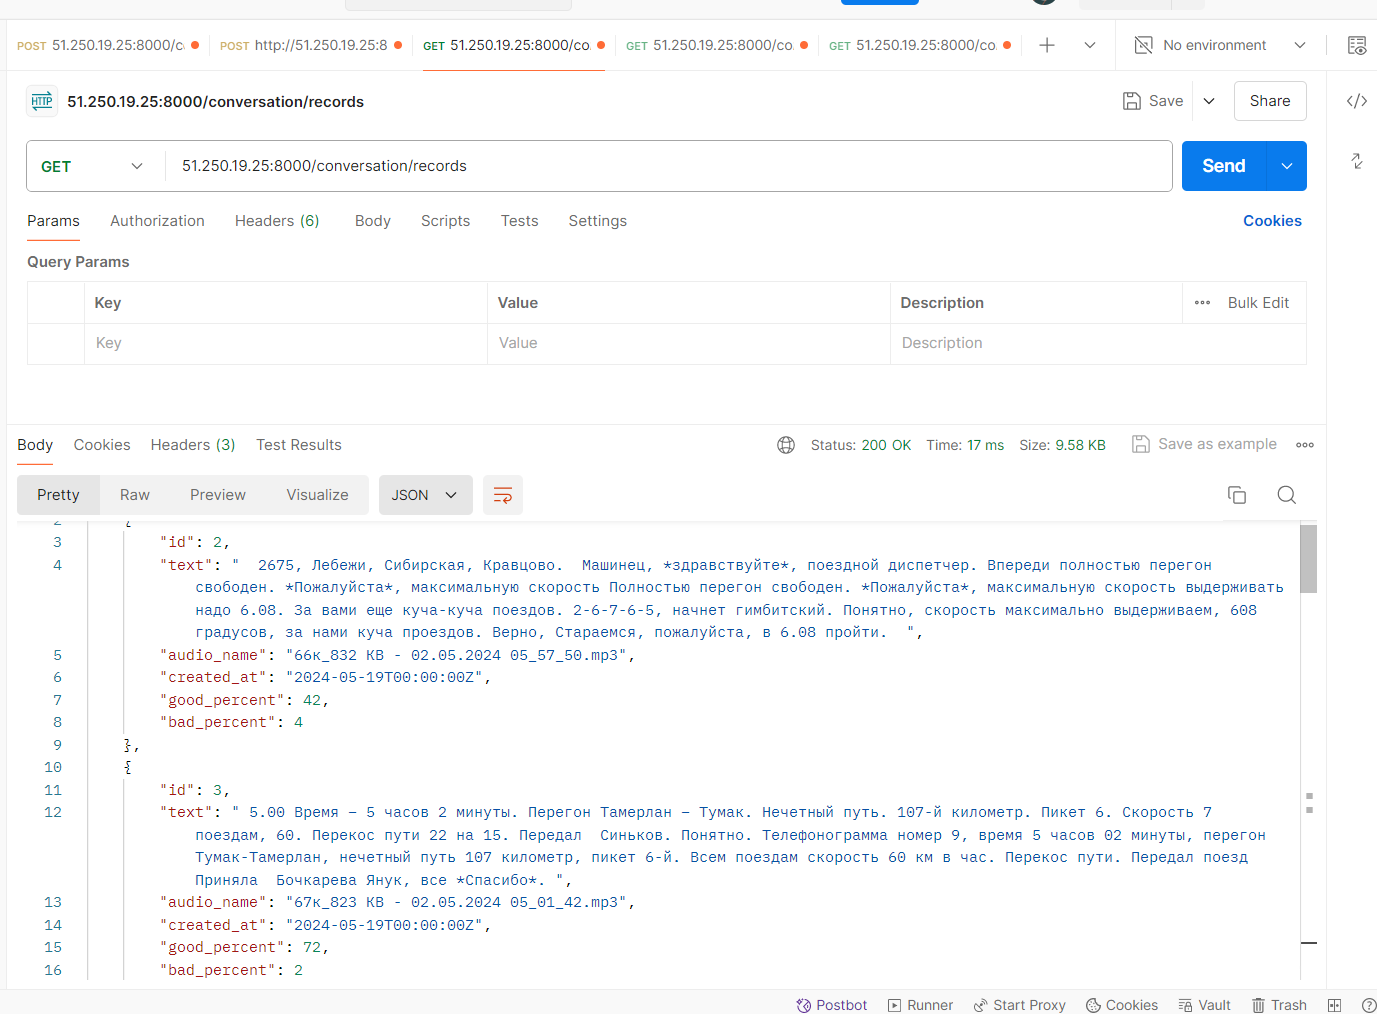 POST 51.250.19.25:8000/c
POST http://51.250.19.25:8
GET 51.250.19.25:8000/co
GET 51.250.19.25:8000/co
GET 51.250.19.25:8000/co
No environment
HTTP 51.250.19.25:8000/conversation/records
Save
Share
GET 51.250.19.25:8000/conversation/records
Send
Params Authorization Headers (6) Body Scripts Tests Settings Cookies
Query Params
Key Value Description Bulk Edit
Key Value Description
Body Cookies Headers (3) Test Results Status: 200 OK Time: 17 ms Size: 9.58 KB Save as example
Pretty Raw Preview Visualize JSON
2 {
3 "id": 2,
4 "text": "  2675, Лебежи, Сибирская, Кравцово.  Машинец, *здравствуйте*, поездной диспетчер. Впереди полностью перегон
свободен. *Пожалуйста*, максимальную скорость Полностью перегон свободен. *Пожалуйста*, максимальную скорость выдерживать
надо 6.08. За вами еще куча-куча поездов. 2-6-7-6-5, начнет гимбитский. Понятно, скорость максимально выдерживаем, 608
градусов, за нами куча проездов. Верно, Стараемся, пожалуйста, в 6.08 пройти.  ",
5 "audio_name": "66к_832 КВ - 02.05.2024 05_57_50.mp3",
6 "created_at": "2024-05-19T00:00:00Z",
7 "good_percent": 42,
8 "bad_percent": 4
9 },
10 {
11 "id": 3,
12 "text": " 5.00 Время – 5 часов 2 минуты. Перегон Тамерлан – Тумак. Нечетный путь. 107-й километр. Пикет 6. Скорость 7
поездам, 60. Перекос пути 22 на 15. Передал  Синьков. Понятно. Телефонограмма номер 9, время 5 часов 02 минуты, перегон
Тумак-Тамерлан, нечетный путь 107 километр, пикет 6-й. Всем поездам скорость 60 км в час. Перекос пути. Передал поезд
Приняла  Бочкарева Янук, все *Спасибо*. ",
13 "audio_name": "67к_823 КВ - 02.05.2024 05_01_42.mp3",
14 "created_at": "2024-05-19T00:00:00Z",
15 "good_percent": 72,
16 "bad_percent": 2
Postbot Runner Start Proxy Cookies Vault Trash